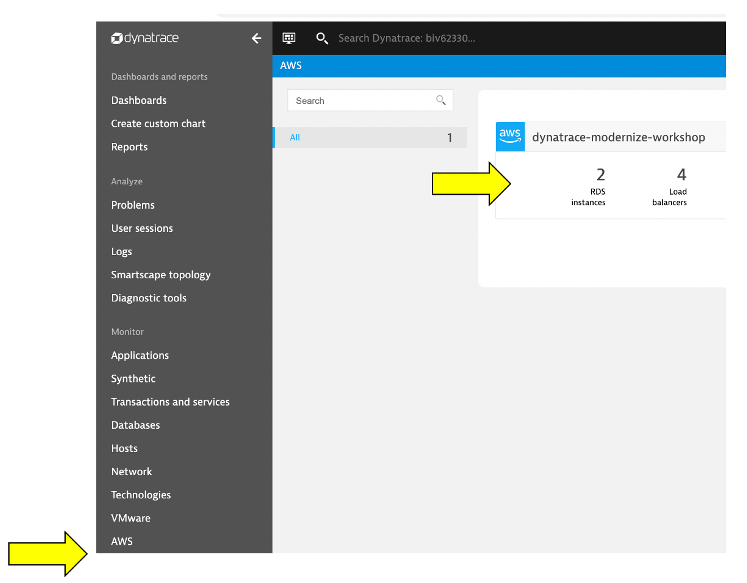 dynatrace
Search Dynatrace: blv62330...
Dashboards and reports
Dashboards
Create custom chart
Reports
Analyze
Problems
User sessions
Logs
Smartscape topology
Diagnostic tools
Monitor
Applications
Synthetic
Transactions and services
Databases
Hosts
Network
Technologies
VMware
AWS
AWS
Search
All 1
aws dynatrace-modernize-workshop
2 4
RDS Load
instances balancers